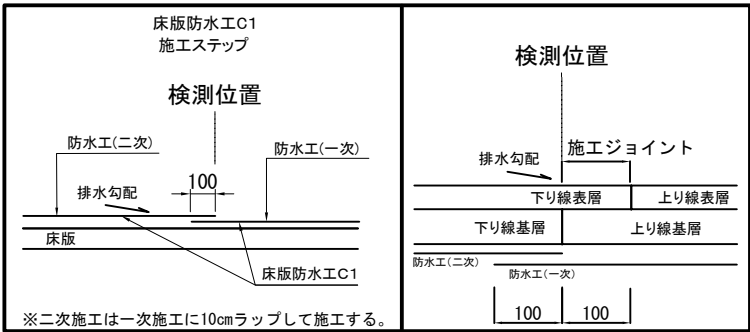 床版防水工C1
施工ステップ
検測位置
防水工(二次)
防水工(一次)
100
排水勾配
床版
床版防水工C1
※二次施工は一次施工に10cmラップして施工する。
検測位置
施工ジョイント
排水勾配
下り線表層
上り線表層
下り線基層
上り線基層
防水工(二次)
防水工(一次)
100
100